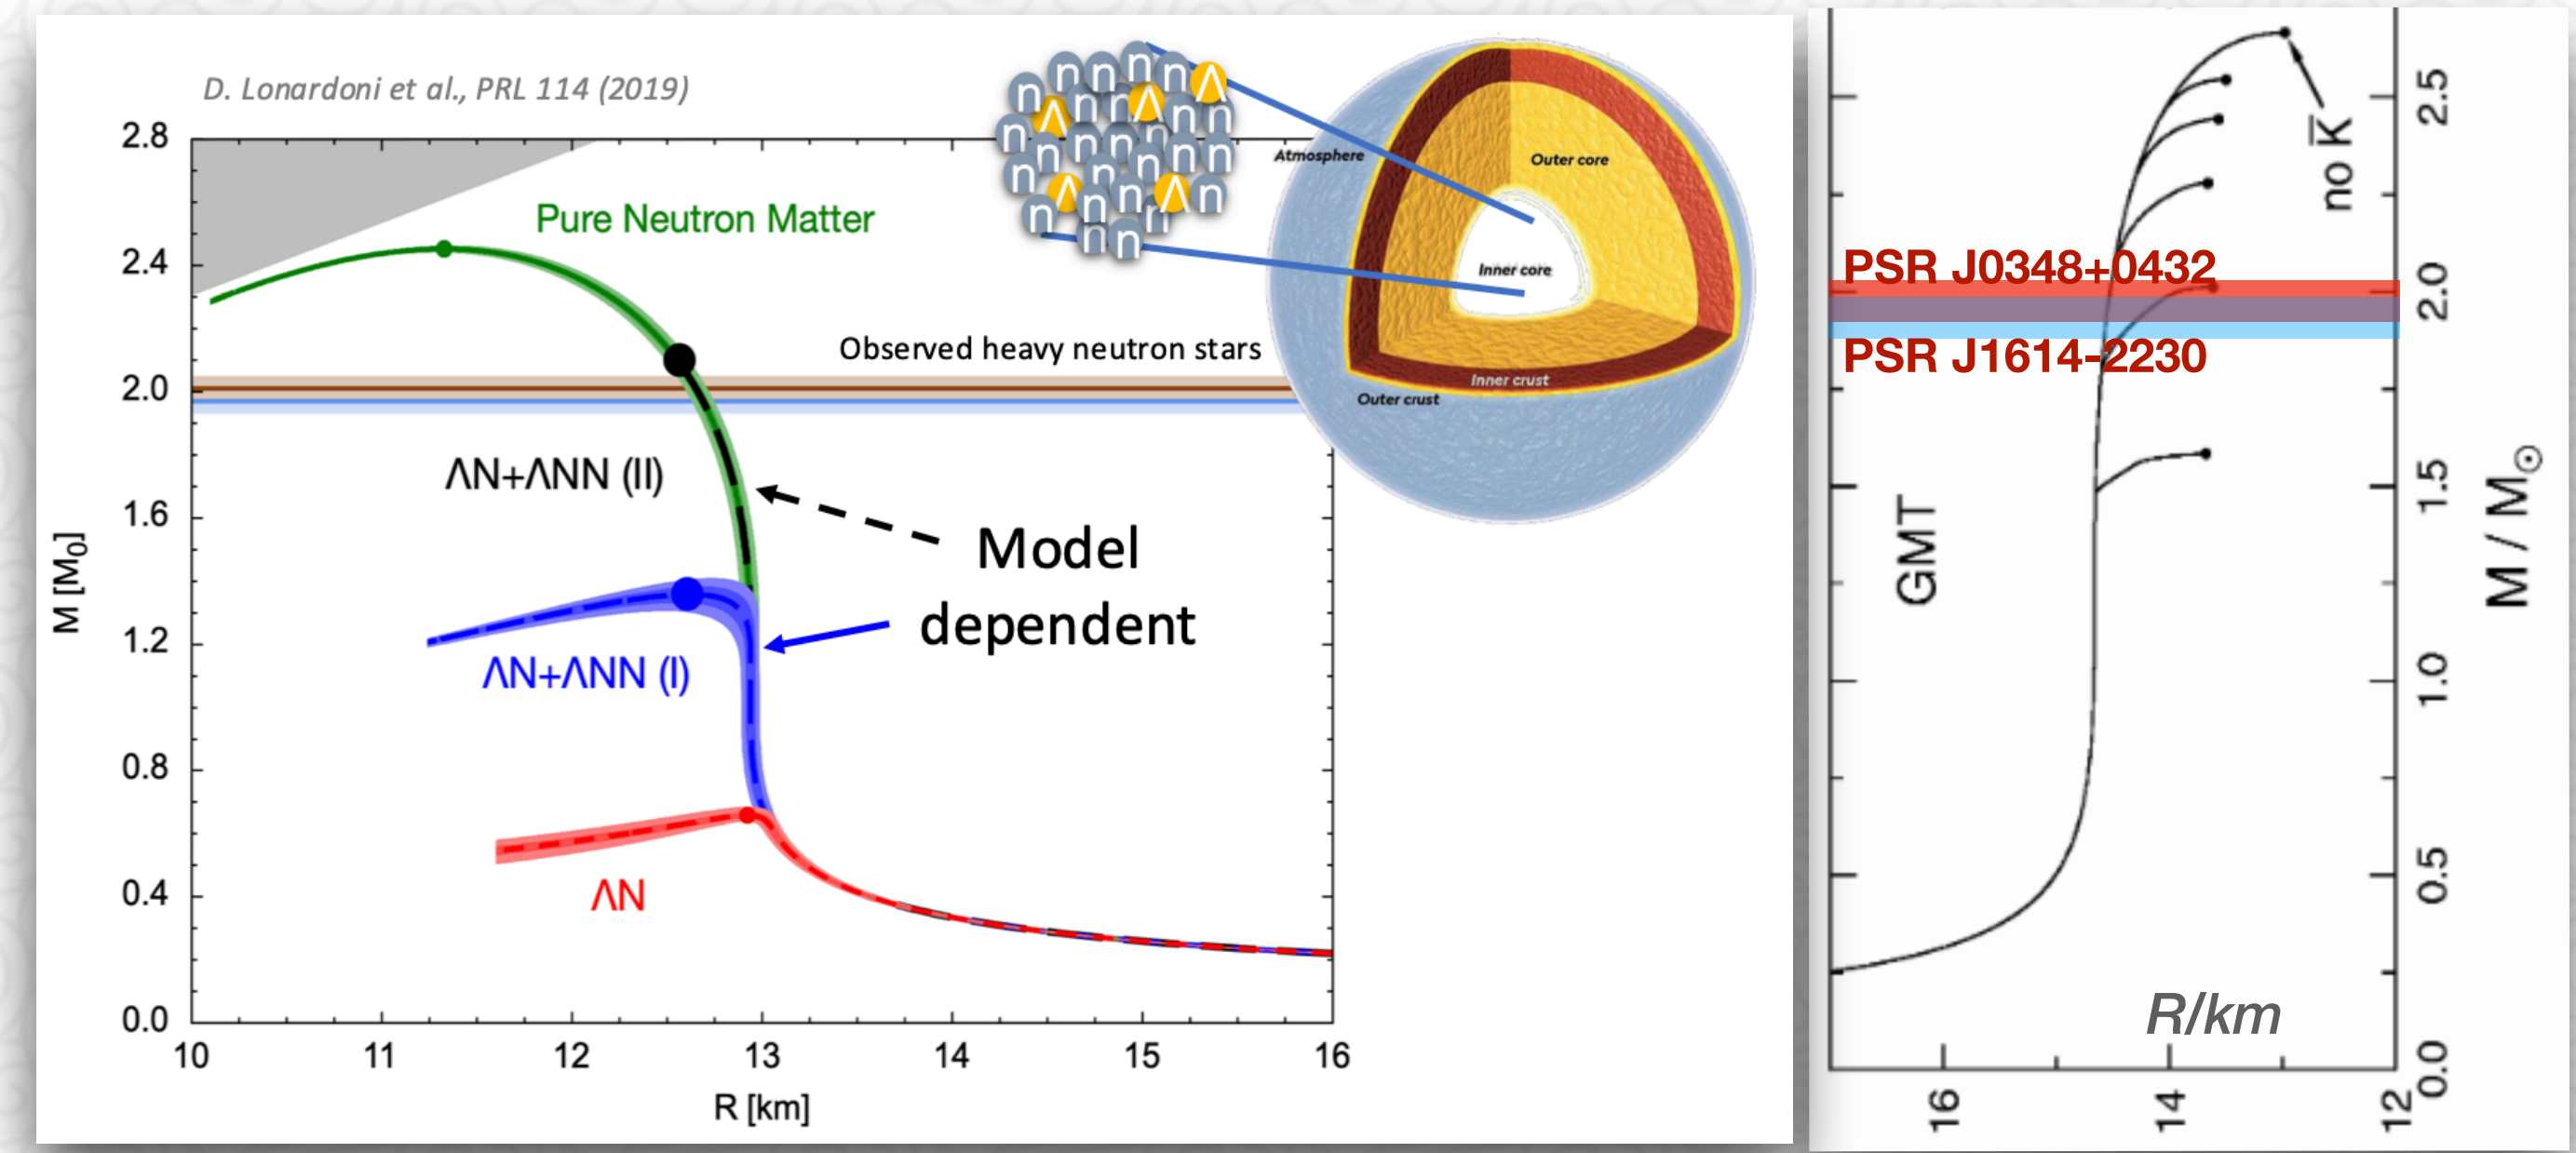 D. Lonardoni et al., PRL 114 (2019)
2.8
2.4
2.0
1.6
1.2
0.8
0.4
0.0
M [M0]
10 11 12 13 14 15 16
R [km]
Pure Neutron Matter
Observed heavy neutron stars
ΛN+ΛNN (II)
Model
dependent
ΛN+ΛNN (I)
ΛN
n n n n Λ
n Λ n n Λ n n
n n n n n n n
n n n n
n Λ n n Λ n
n n n
Atmosphere
Outer core
Inner core
Inner crust
Outer crust
no K̅
PSR J0348+0432
PSR J1614-2230
GMT
R/km
16 14 12
0.0 0.5 1.0 1.5 2.0 2.5
M / M⊙